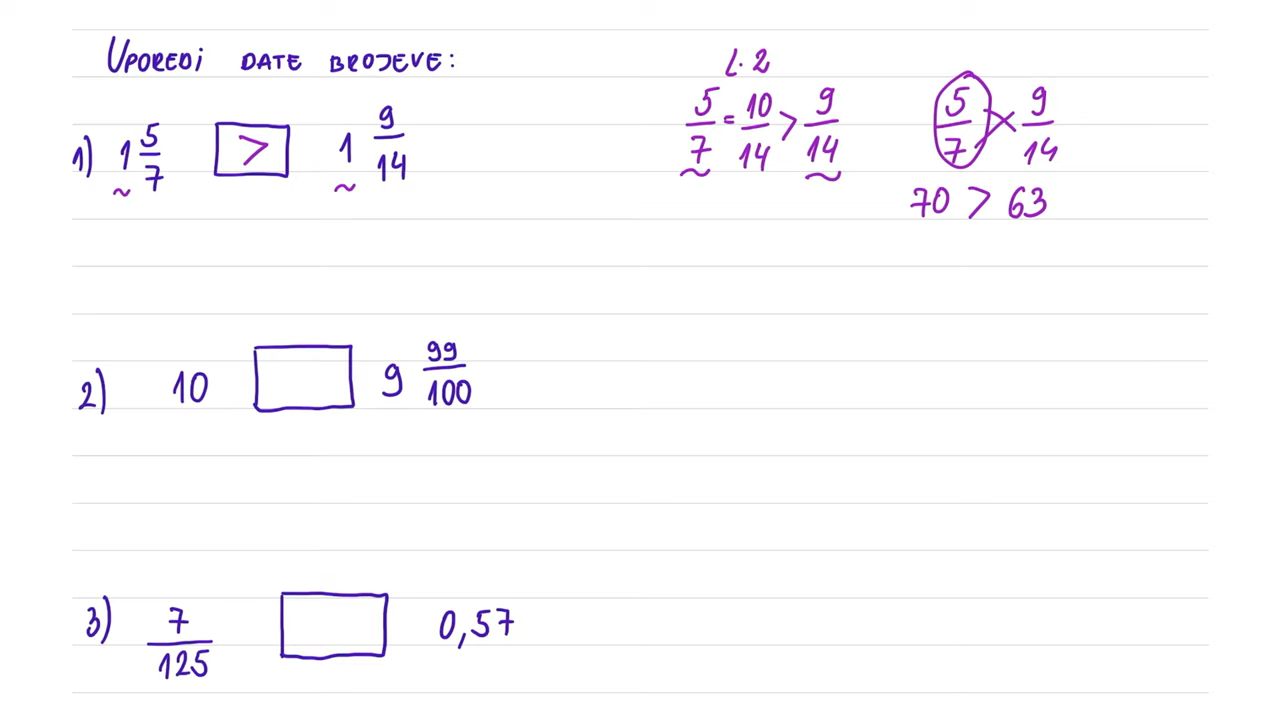 UPOREDI DATE BROJEVE:
1) 1 5/7 > 1 9/14
L·2
5/7 = 10/14 > 9/14
5/7 × 9/14
70 > 63
2) 10 9 99/100
3) 7/125 0,57